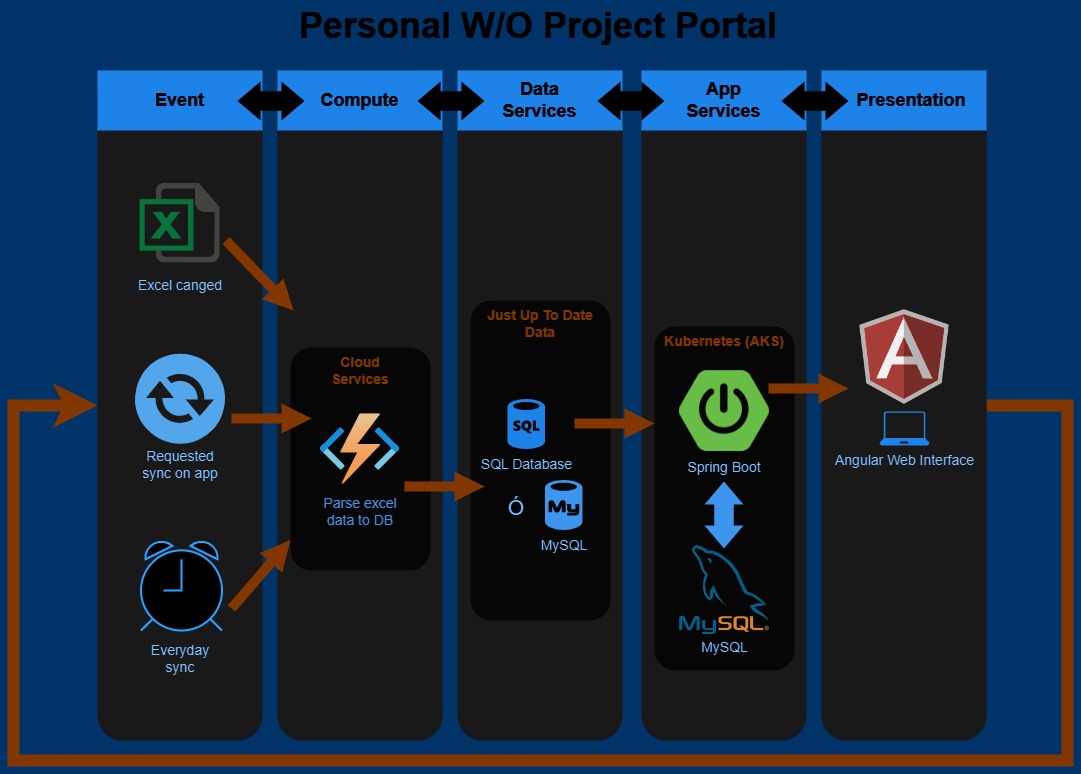 Personal W/O Project Portal
Event
Compute
Data
Services
App
Services
Presentation
X
Excel canged
Requested
sync on app
Everyday
sync
Cloud
Services
Parse excel
data to DB
Just Up To Date
Data
SQL
SQL Database
Ó
My
MySQL
Kubernetes (AKS)
Spring Boot
MySQL®
MySQL
A
Angular Web Interface